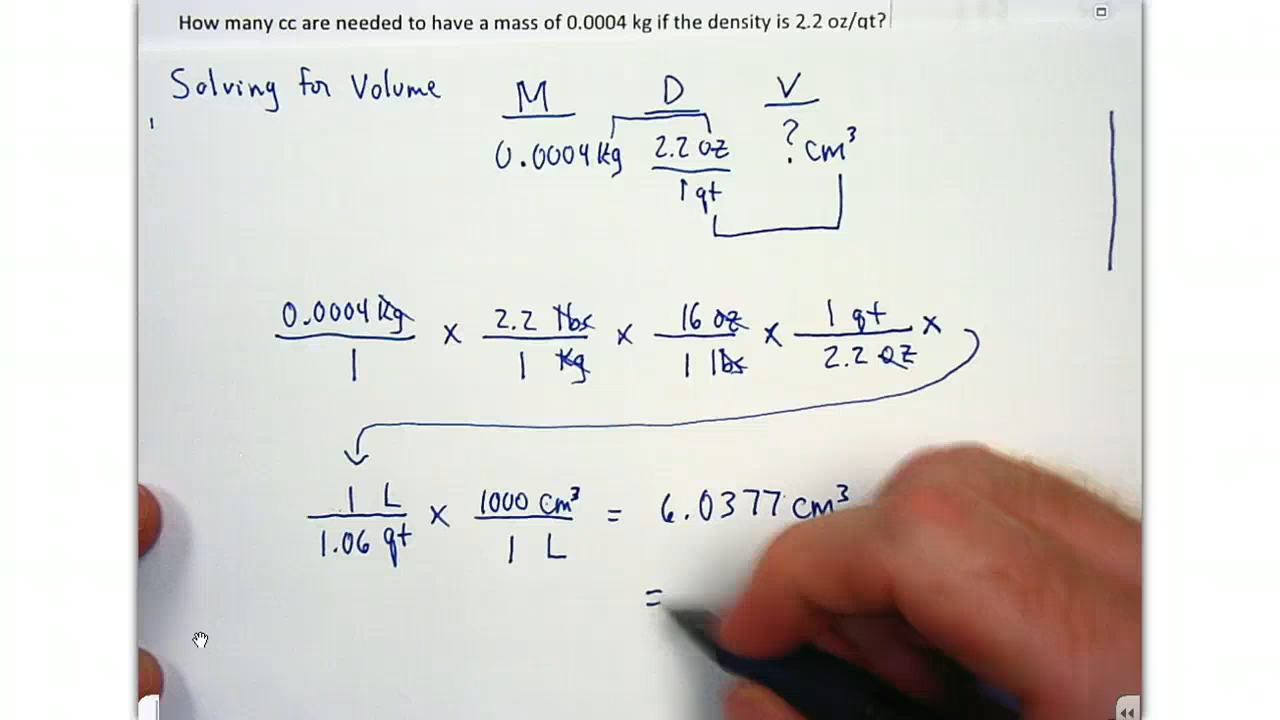 How many cc are needed to have a mass of 0.0004 kg if the density is 2.2 oz/qt?
Solving for Volume M D V
0.0004 kg 2.2 oz ? cm³
1 qt
0.0004 kg × 2.2 lbs × 16 oz × 1 qt ×
1 1 kg 1 lbs 2.2 oz
1 L × 1000 cm³ = 6.0377 cm³
1.06 qt 1 L
=